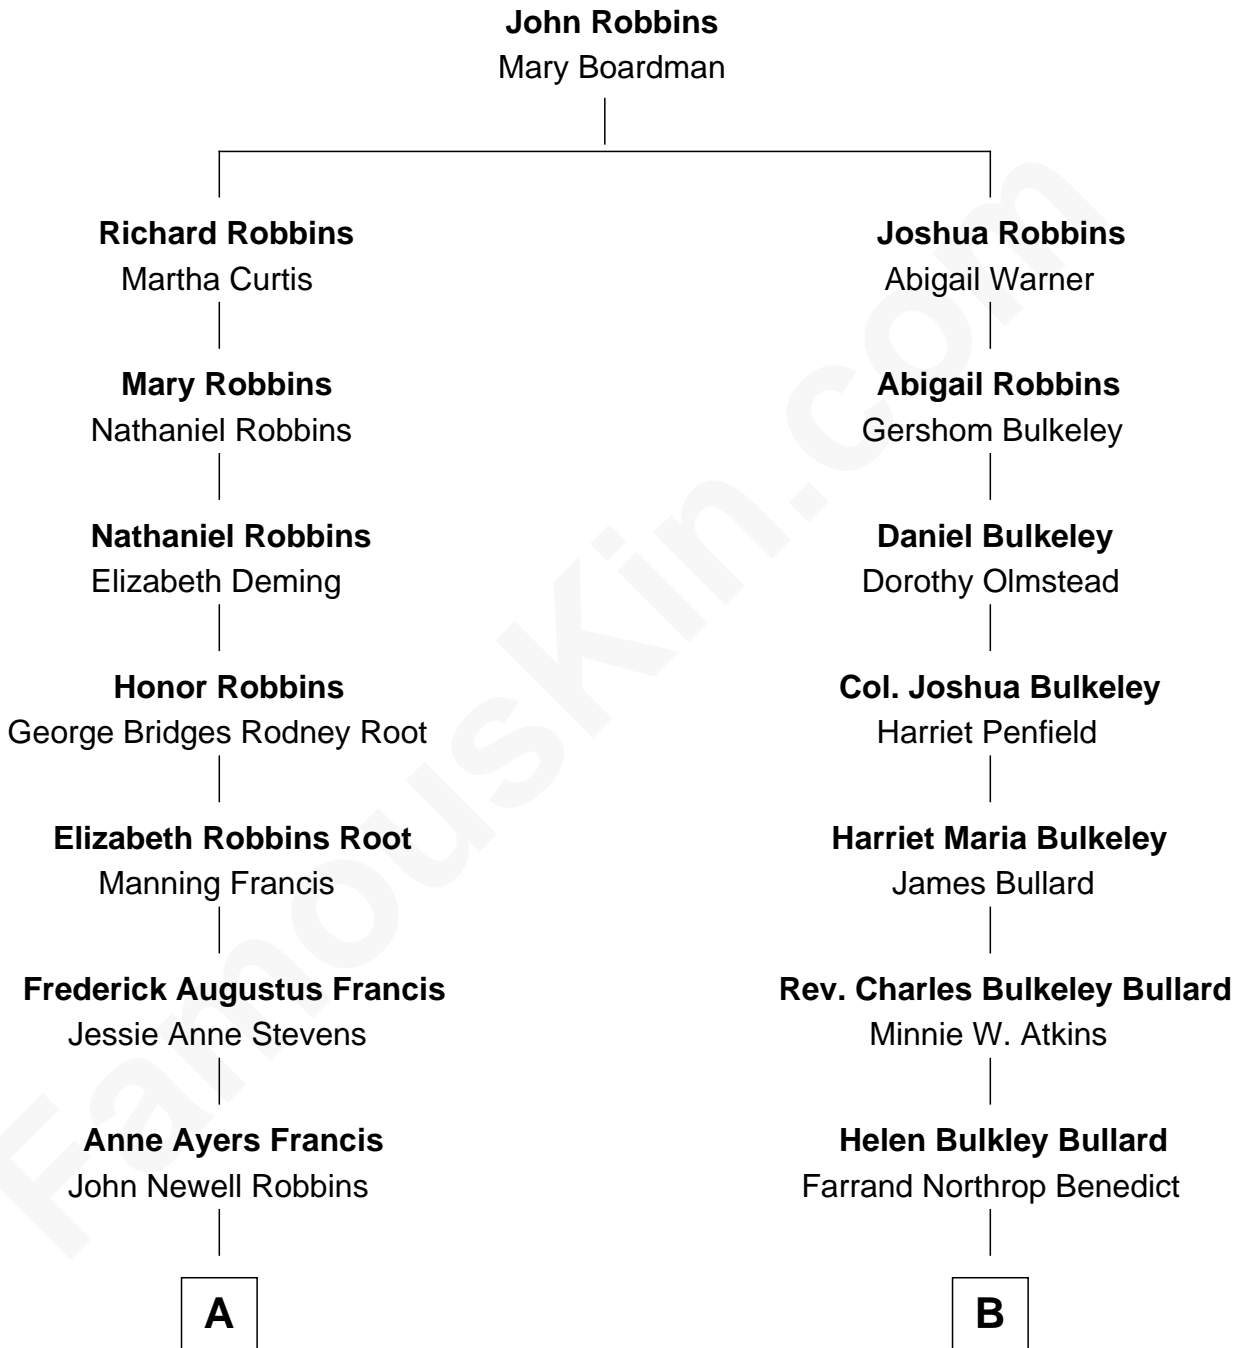 John Robbins
Mary Boardman
Richard Robbins
Martha Curtis
Mary Robbins
Nathaniel Robbins
Nathaniel Robbins
Elizabeth Deming
Honor Robbins
George Bridges Rodney Root
Elizabeth Robbins Root
Manning Francis
Frederick Augustus Francis
Jessie Anne Stevens
Anne Ayers Francis
John Newell Robbins
A
Joshua Robbins
Abigail Warner
Abigail Robbins
Gershom Bulkeley
Daniel Bulkeley
Dorothy Olmstead
Col. Joshua Bulkeley
Harriet Penfield
Harriet Maria Bulkeley
James Bullard
Rev. Charles Bulkeley Bullard
Minnie W. Atkins
Helen Bulkley Bullard
Farrand Northrop Benedict
B
FamousKin.com